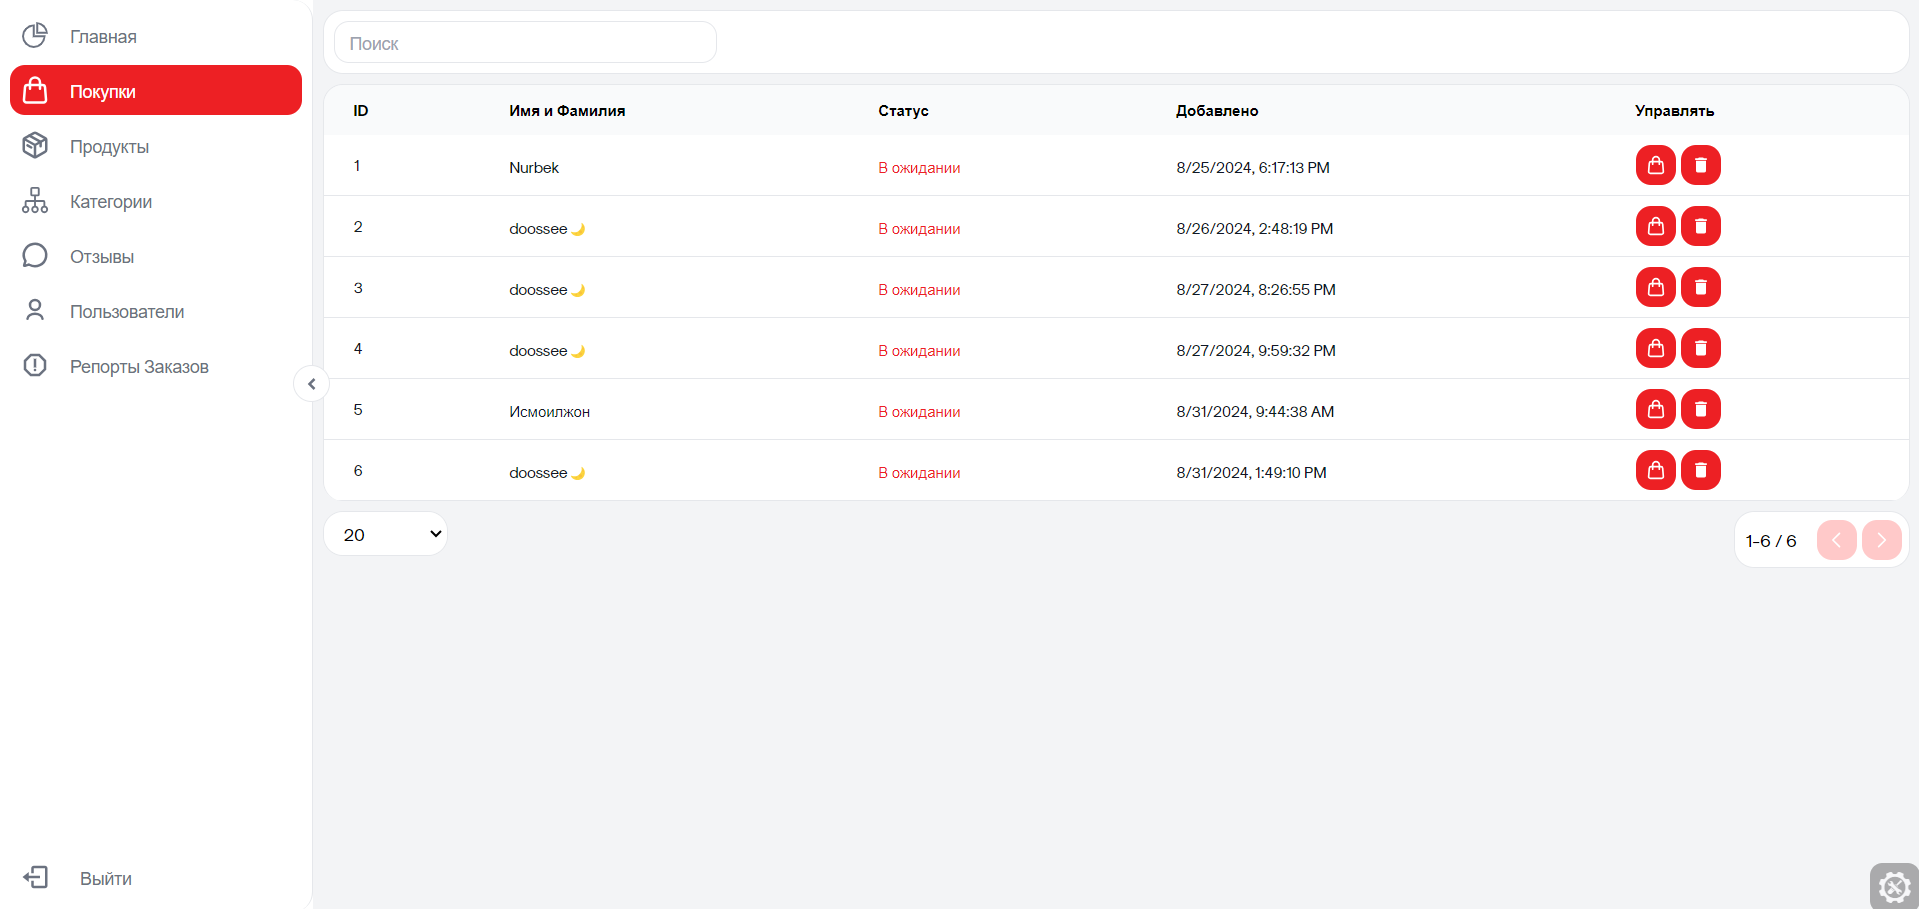 Главная
Покупки
Продукты
Категории
Отзывы
Пользователи
Репорты Заказов
Выйти
Поиск
ID Имя и Фамилия Статус Добавлено Управлять
1 Nurbek В ожидании 8/25/2024, 6:17:13 PM
2 doossee🌙 В ожидании 8/26/2024, 2:48:19 PM
3 doossee🌙 В ожидании 8/27/2024, 8:26:55 PM
4 doossee🌙 В ожидании 8/27/2024, 9:59:32 PM
5 Исмоилжон В ожидании 8/31/2024, 9:44:38 AM
6 doossee🌙 В ожидании 8/31/2024, 1:49:10 PM
20
1-6 / 6